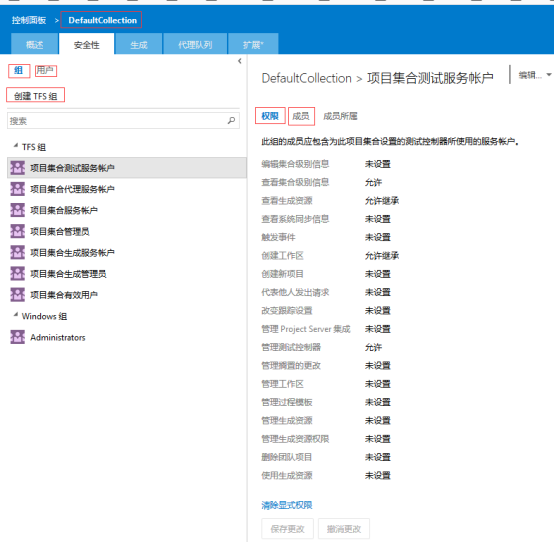 控制面板 > DefaultCollection
概述 安全性 生成 代理队列 扩展*
组 用户
创建 TFS 组
搜索
TFS 组
项目集合测试服务帐户
项目集合代理服务帐户
项目集合服务帐户
项目集合管理员
项目集合生成服务帐户
项目集合生成管理员
项目集合有效用户
Windows 组
Administrators
DefaultCollection > 项目集合测试服务帐户 编辑...
权限 成员 成员所属
此组的成员应包含为此项目集合设置的测试控制器所使用的服务帐户。
编辑集合级别信息 未设置
查看集合级别信息 允许
查看生成资源 允许继承
查看系统同步信息 未设置
触发事件 未设置
创建工作区 允许继承
创建新项目 未设置
代表他人发出请求 未设置
改变跟踪设置 未设置
管理 Project Server 集成 未设置
管理测试控制器 允许
管理搁置的更改 未设置
管理工作区 未设置
管理过程模板 未设置
管理生成资源 未设置
管理生成资源权限 未设置
删除团队项目 未设置
使用生成资源 未设置
清除显式权限
保存更改 撤消更改